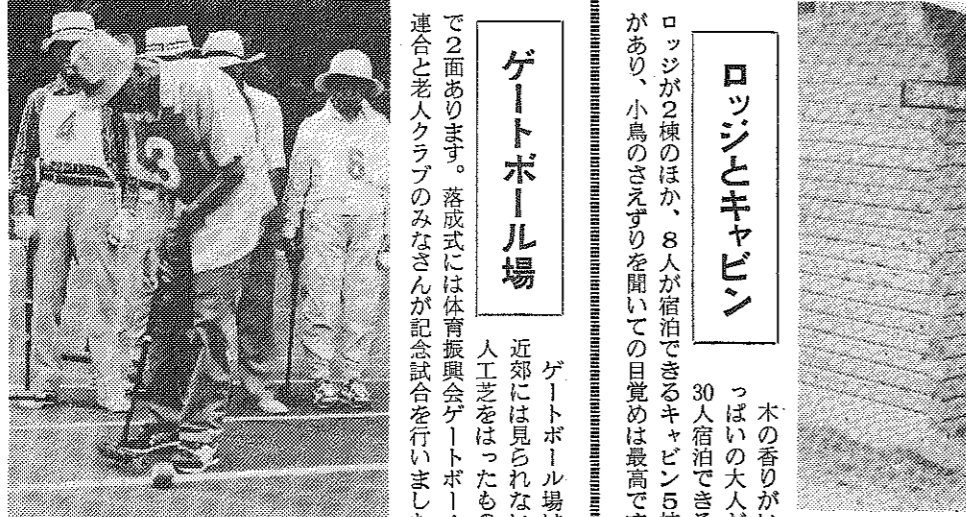 ロッジとキャビン
木の香りがい
っぱいの大人が
30人宿泊できる
ロッジが2棟のほか、8人が宿泊できるキャビン5棟
があり、小鳥のさえずりを聞いての目覚めは最高です
ゲートボール場
ゲートボール場は
近郊には見られない
人工芝をはったもの
で2面あります。落成式には体育振興会ゲートボール
連合と老人クラブのみなさんが記念試合を行いました